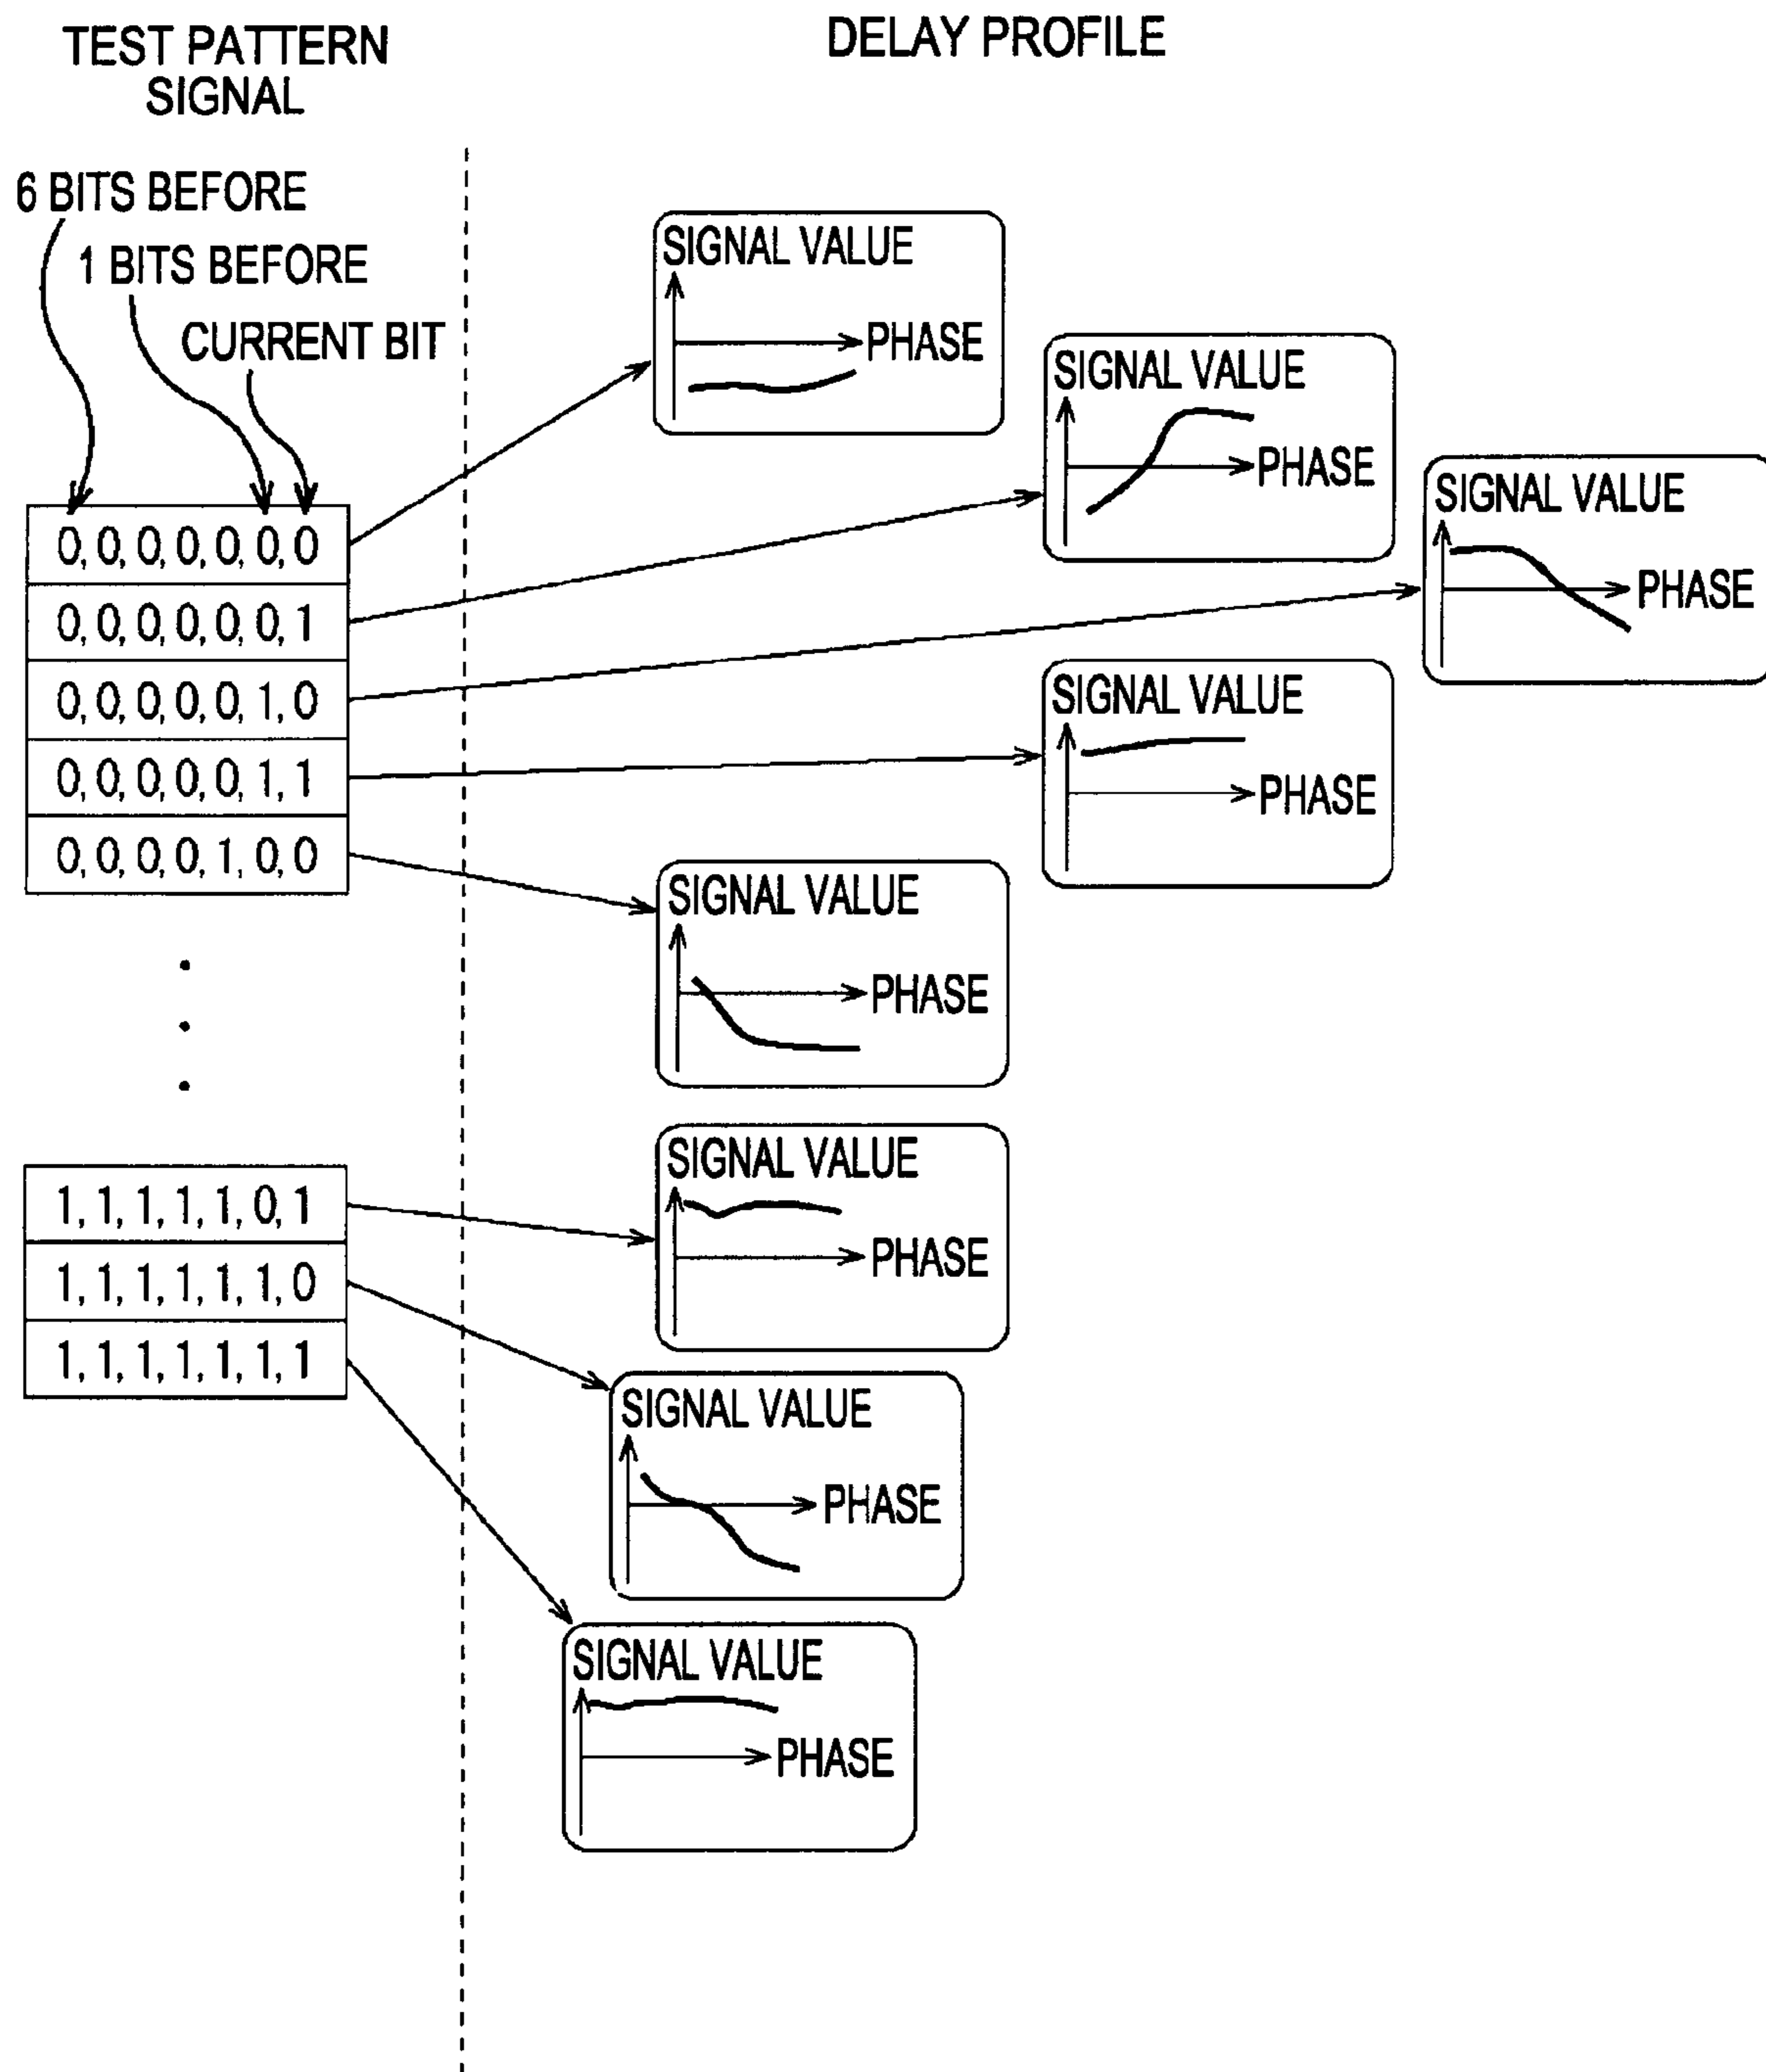 TEST PATTERN
SIGNAL
DELAY PROFILE
6 BITS BEFORE
1 BITS BEFORE
CURRENT BIT
0,0,0,0,0,0,0
0,0,0,0,0,0,1
0,0,0,0,0,1,0
0,0,0,0,0,1,1
0,0,0,0,1,0,0
1,1,1,1,1,0,1
1,1,1,1,1,1,0
1,1,1,1,1,1,1
SIGNAL VALUE
PHASE
SIGNAL VALUE
PHASE
SIGNAL VALUE
PHASE
SIGNAL VALUE
PHASE
SIGNAL VALUE
PHASE
SIGNAL VALUE
PHASE
SIGNAL VALUE
PHASE
SIGNAL VALUE
PHASE